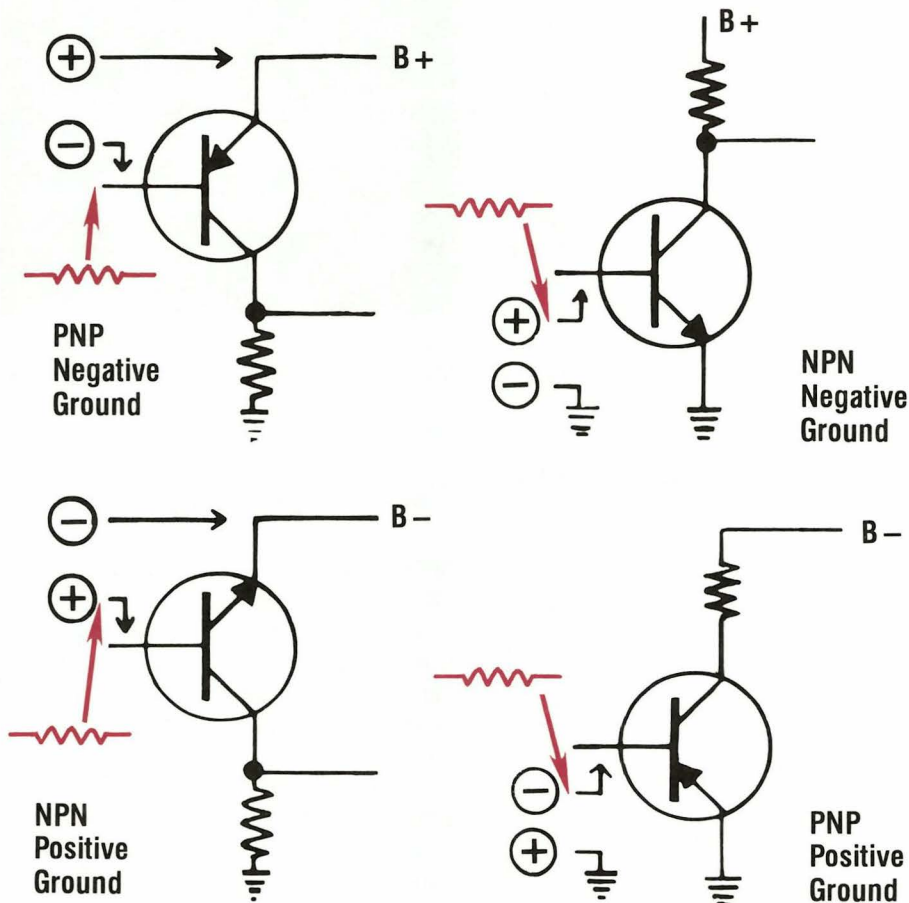 +
B+
−
PNP
Negative
Ground
B+
+
−
NPN
Negative
Ground
−
B−
+
NPN
Positive
Ground
B−
−
+
PNP
Positive
Ground